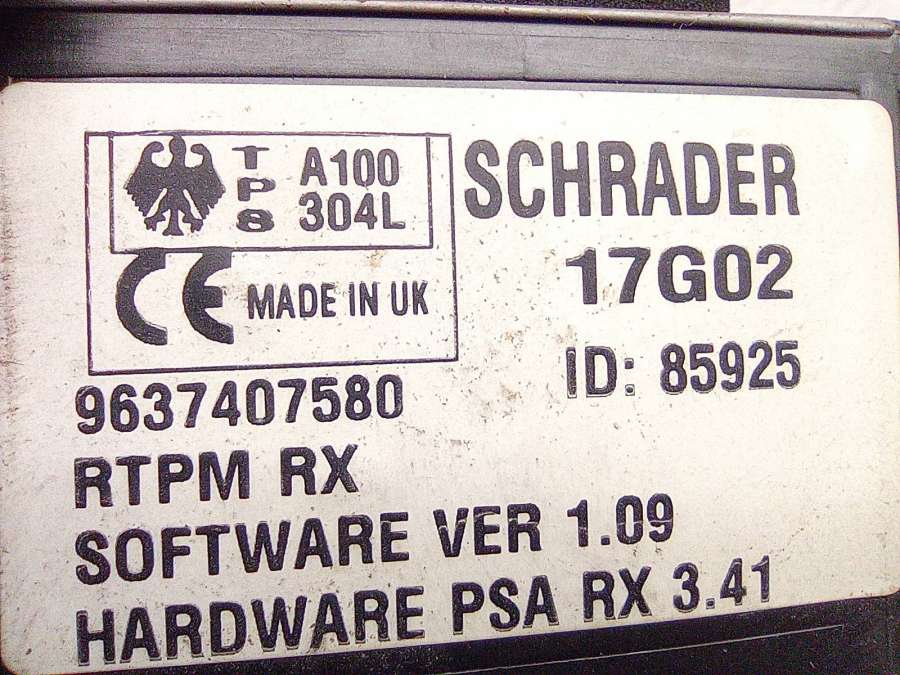 TP8 A100
304L
CE MADE IN UK
SCHRADER
17G02
ID: 85925
9637407580
RTPM RX
SOFTWARE VER 1.09
HARDWARE PSA RX 3.41